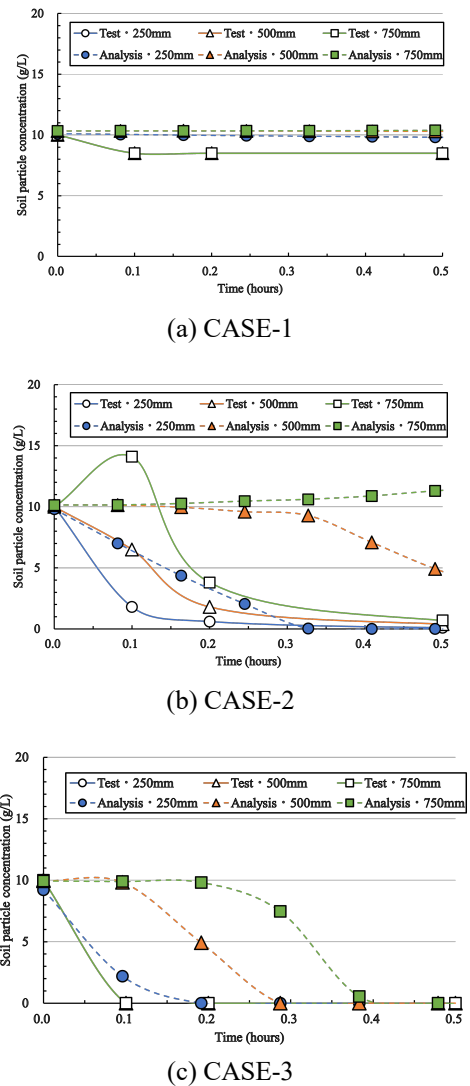 20
15
10
5
0
Soil particle concentration (g/L)
Test・250mm Test・500mm Test・750mm
Analysis・250mm Analysis・500mm Analysis・750mm
0.0 0.1 0.2 0.3 0.4 0.5
Time (hours)
(a) CASE-1
20
15
10
5
0
Soil particle concentration (g/L)
Test・250mm Test・500mm Test・750mm
Analysis・250mm Analysis・500mm Analysis・750mm
0.0 0.1 0.2 0.3 0.4 0.5
Time (hours)
(b) CASE-2
20
15
10
5
0
Soil particle concentration (g/L)
Test・250mm Test・500mm Test・750mm
Analysis・250mm Analysis・500mm Analysis・750mm
0.0 0.1 0.2 0.3 0.4 0.5
Time (hours)
(c) CASE-3